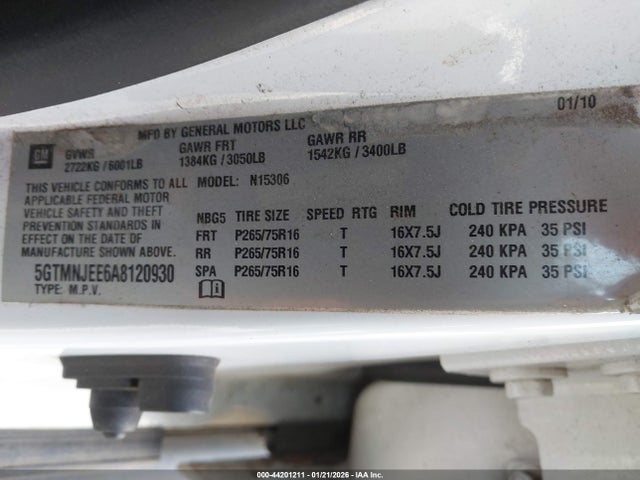 01/10
MFD BY GENERAL MOTORS LLC
GM GVWR GAWR FRT GAWR RR
2722KG / 6001LB 1384KG / 3050LB 1542KG / 3400LB
THIS VEHICLE CONFORMS TO ALL MODEL: N15306
APPLICABLE FEDERAL MOTOR
VEHICLE SAFETY AND THEFT NBG5 TIRE SIZE SPEED RTG RIM COLD TIRE PRESSURE
PREVENTION STANDARDS IN FRT P265/75R16 T 16X7.5J 240 KPA 35 PSI
EFFECT ON THE DATE OF RR P265/75R16 T 16X7.5J 240 KPA 35 PSI
MANUFACTURE SHOWN ABOVE.
5GTMNJEE6A8120930 SPA P265/75R16 T 16X7.5J 240 KPA 35 PSI
TYPE: M.P.V.
000-44201211 - 01/21/2026 - IAA Inc.